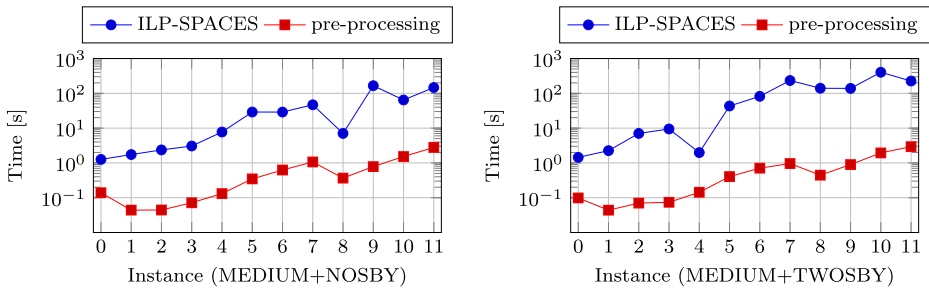 ILP-SPACES pre-processing
Time [s]
10^3
10^2
10^1
10^0
10^−1
0 1 2 3 4 5 6 7 8 9 10 11
Instance (MEDIUM+NOSBY)
ILP-SPACES pre-processing
Time [s]
10^3
10^2
10^1
10^0
10^−1
0 1 2 3 4 5 6 7 8 9 10 11
Instance (MEDIUM+TWOSBY)